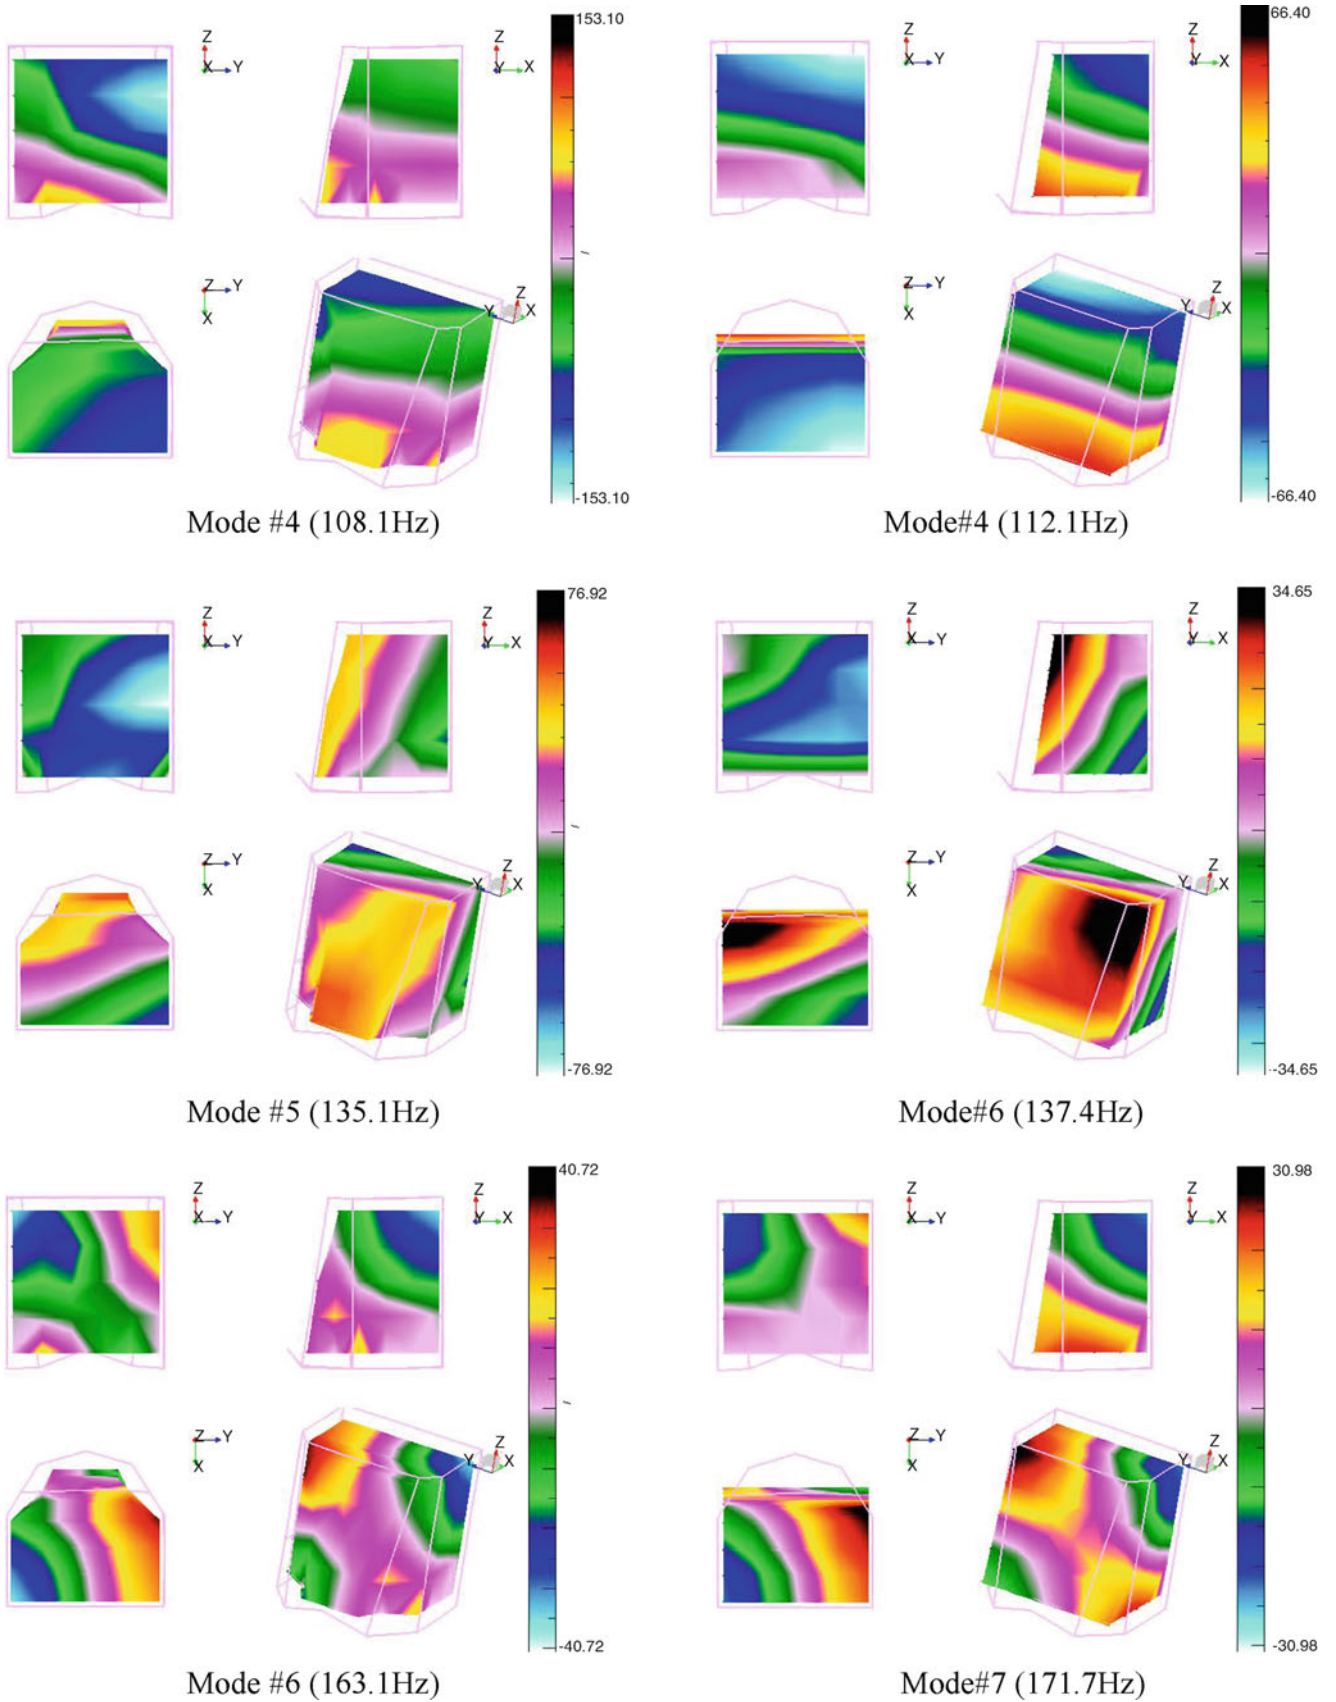 Z
X Y
Z
Y X
153.10
Z Y
X
Y Z X
-153.10
Mode #4 (108.1Hz)
Z
X Y
Z
Y X
66.40
Z Y
X
Y Z X
-66.40
Mode#4 (112.1Hz)
Z
X Y
Z
Y X
76.92
Z Y
X
Y Z X
-76.92
Mode #5 (135.1Hz)
Z
X Y
Z
Y X
34.65
Z Y
X
Y Z X
-34.65
Mode#6 (137.4Hz)
Z
X Y
Z
Y X
40.72
Z Y
X
Y Z X
-40.72
Mode #6 (163.1Hz)
Z
X Y
Z
Y X
30.98
Z Y
X
Y Z X
-30.98
Mode#7 (171.7Hz)